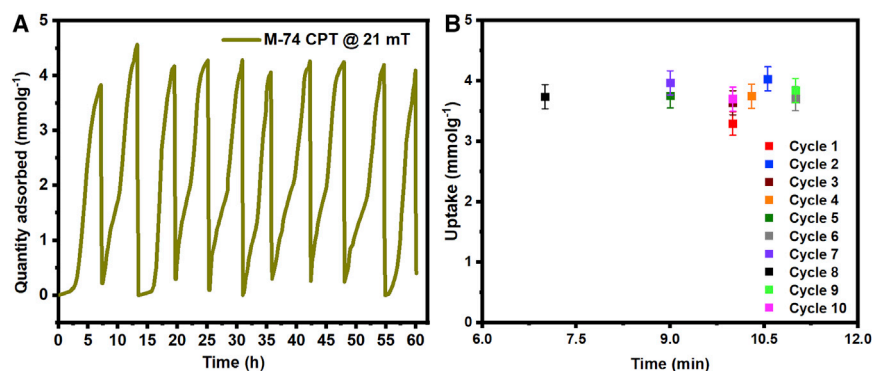 A
M-74 CPT @ 21 mT
Quantity adsorbed (mmolg⁻¹)
5
4
3
2
1
0
0 5 10 15 20 25 30 35 40 45 50 55 60
Time (h)
B
Uptake (mmolg⁻¹)
5
4
3
2
1
0
Cycle 1
Cycle 2
Cycle 3
Cycle 4
Cycle 5
Cycle 6
Cycle 7
Cycle 8
Cycle 9
Cycle 10
6.0 7.5 9.0 10.5 12.0
Time (min)